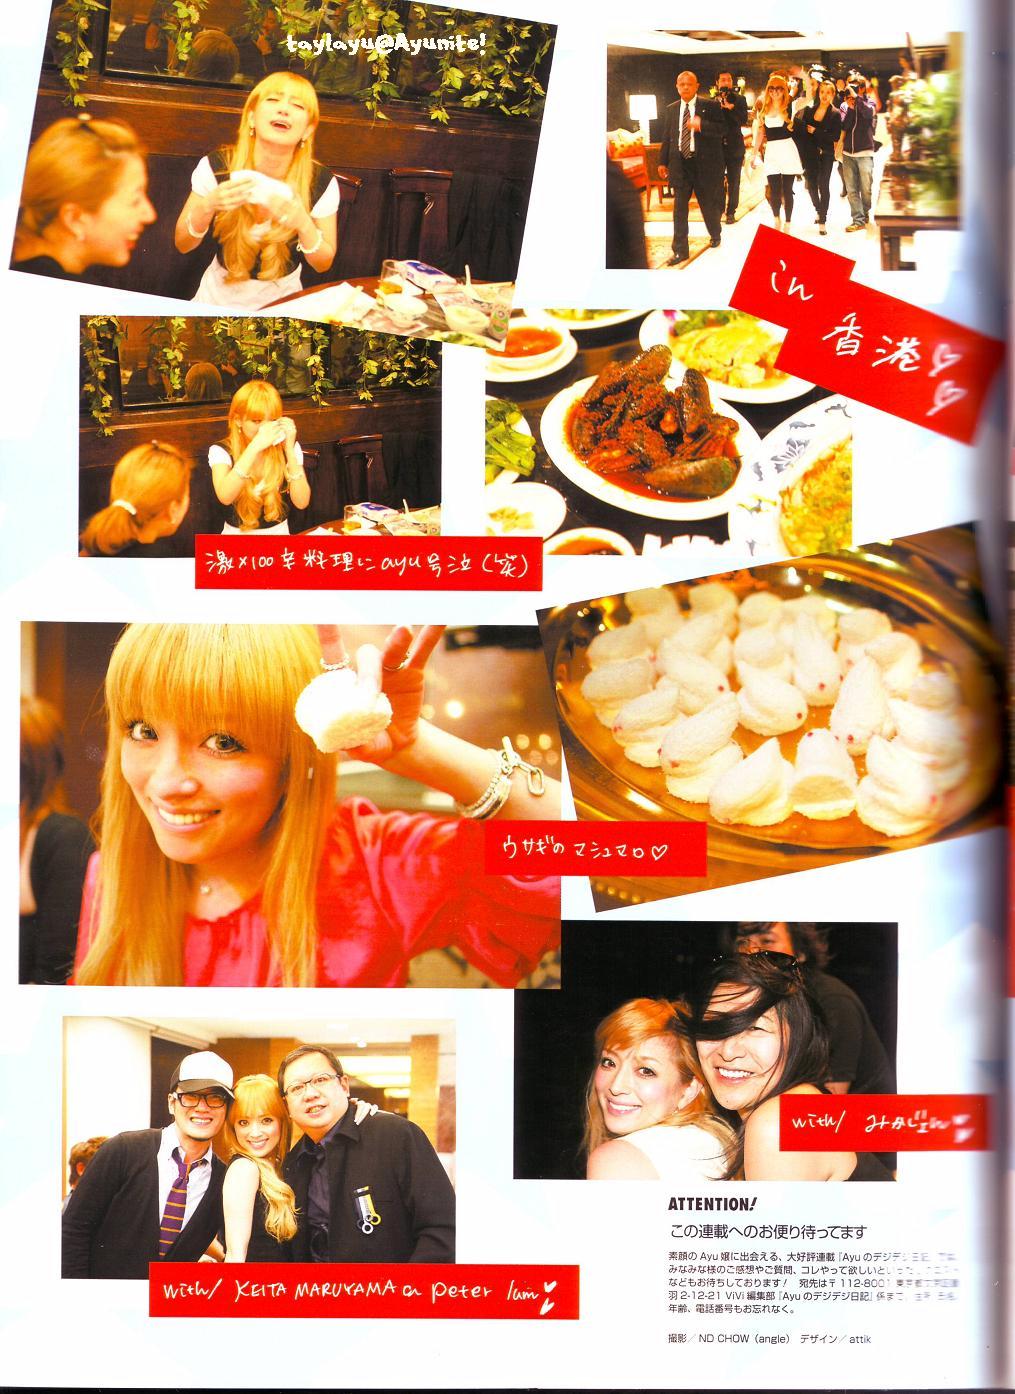 taylayu@Ayunite!
in
香港♡♡
激×100辛料理にayu号泣(笑)
ウサギのマシュマロ♡
with/ みかじょん
with/ KEITA MARUYAMA & Peter lam
ATTENTION!
この連載へのお便り待ってます
素顔のAyu嬢に出会える、大好評連載『Ayuのデジデジ日記』
みなみな様のご感想やご質問、コレやって欲しいといった
などもお待ちしております! 宛先は〒112-8001 東京都文京区
羽2-12-21 ViVi編集部『Ayuのデジデジ日記』係まで。
年齢、電話番号もお忘れなく。
撮影/ND CHOW(angle) デザイン/attik